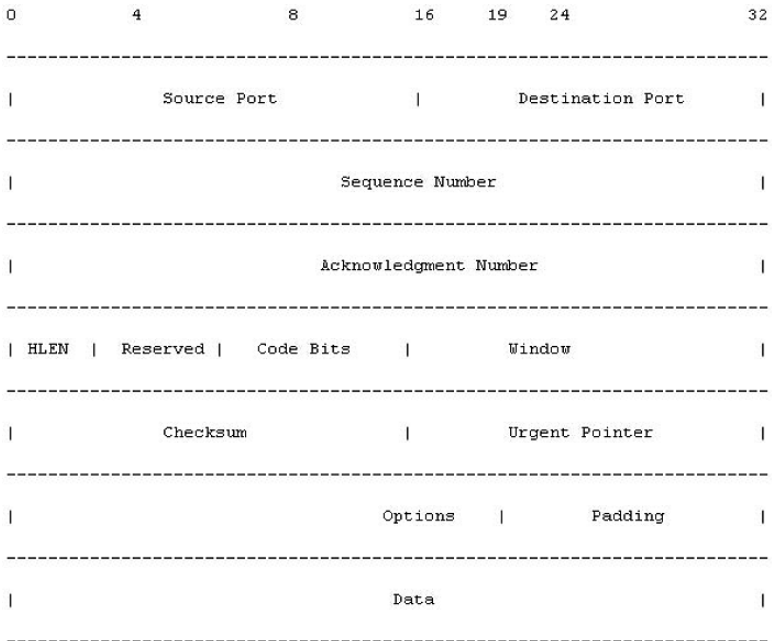 0 4 8 16 19 24 32
-------------------------------------------------------------------------
| Source Port | Destination Port |
-------------------------------------------------------------------------
| Sequence Number |
-------------------------------------------------------------------------
| Acknowledgment Number |
-------------------------------------------------------------------------
| HLEN | Reserved | Code Bits | Window |
-------------------------------------------------------------------------
| Checksum | Urgent Pointer |
-------------------------------------------------------------------------
| Options | Padding |
-------------------------------------------------------------------------
| Data |
-------------------------------------------------------------------------